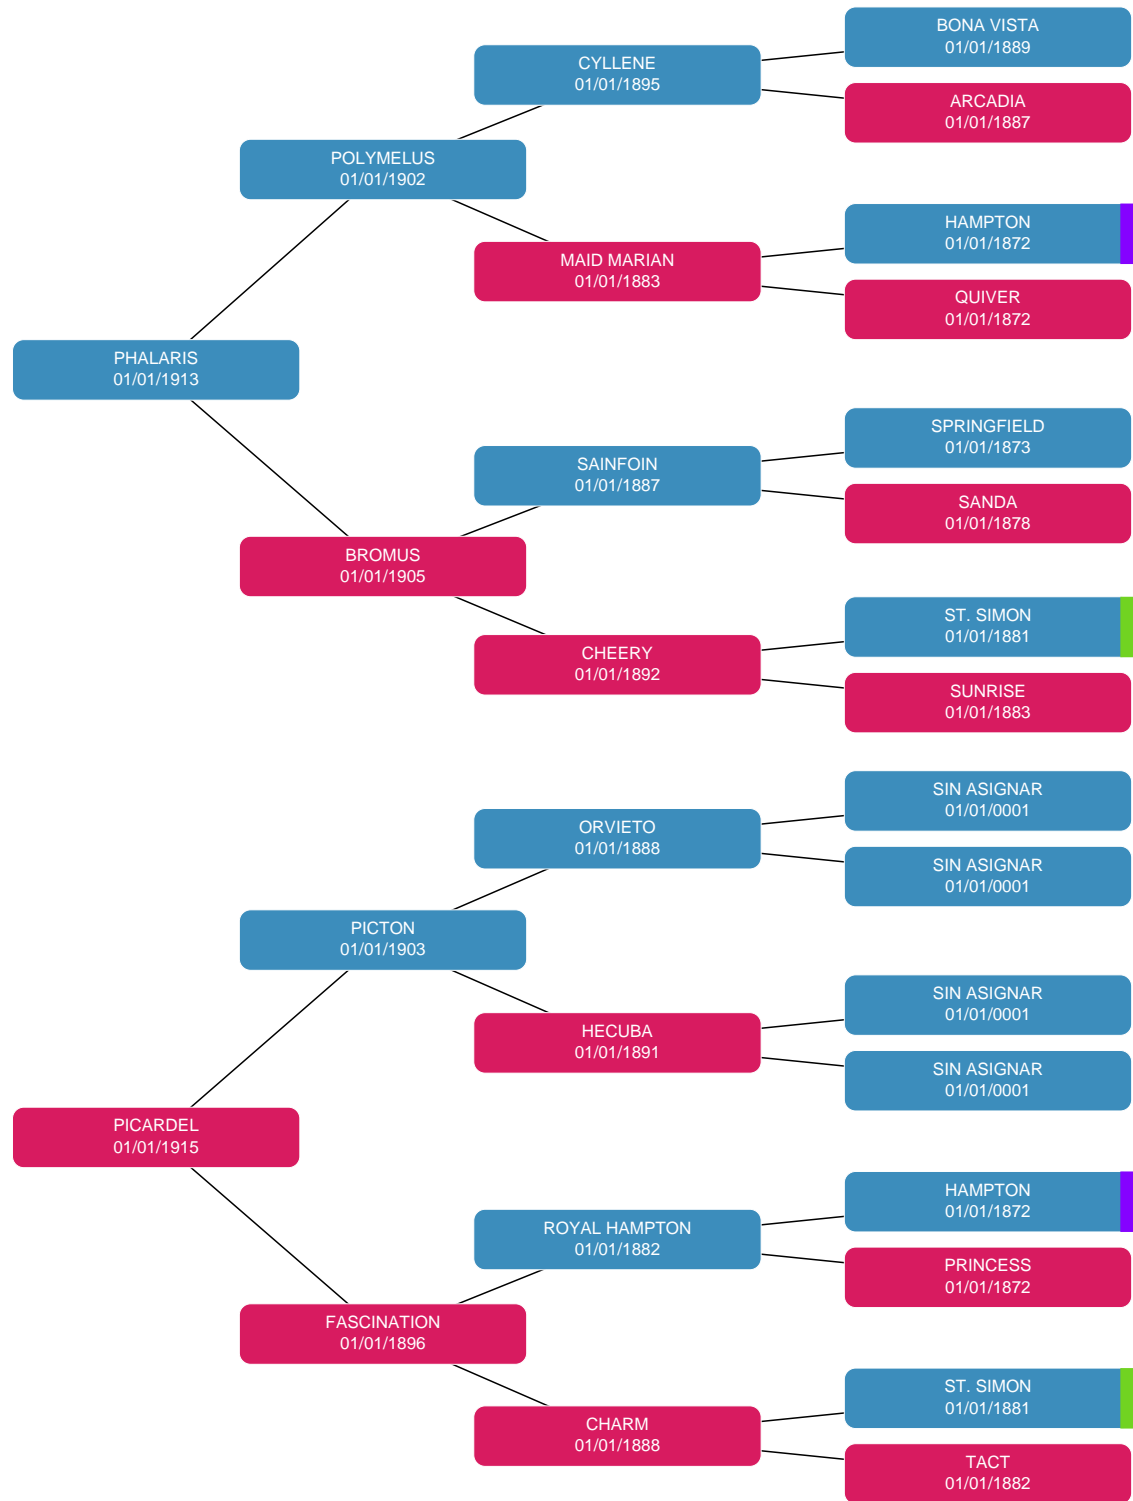 BONA VISTA
01/01/1889
CYLLENE
01/01/1895
ARCADIA
01/01/1887
POLYMELUS
01/01/1902
HAMPTON
01/01/1872
MAID MARIAN
01/01/1883
QUIVER
01/01/1872
PHALARIS
01/01/1913
SPRINGFIELD
01/01/1873
SAINFOIN
01/01/1887
SANDA
01/01/1878
BROMUS
01/01/1905
ST. SIMON
01/01/1881
CHEERY
01/01/1892
SUNRISE
01/01/1883
SIN ASIGNAR
01/01/0001
ORVIETO
01/01/1888
SIN ASIGNAR
01/01/0001
PICTON
01/01/1903
SIN ASIGNAR
01/01/0001
HECUBA
01/01/1891
SIN ASIGNAR
01/01/0001
PICARDEL
01/01/1915
HAMPTON
01/01/1872
ROYAL HAMPTON
01/01/1882
PRINCESS
01/01/1872
FASCINATION
01/01/1896
ST. SIMON
01/01/1881
CHARM
01/01/1888
TACT
01/01/1882